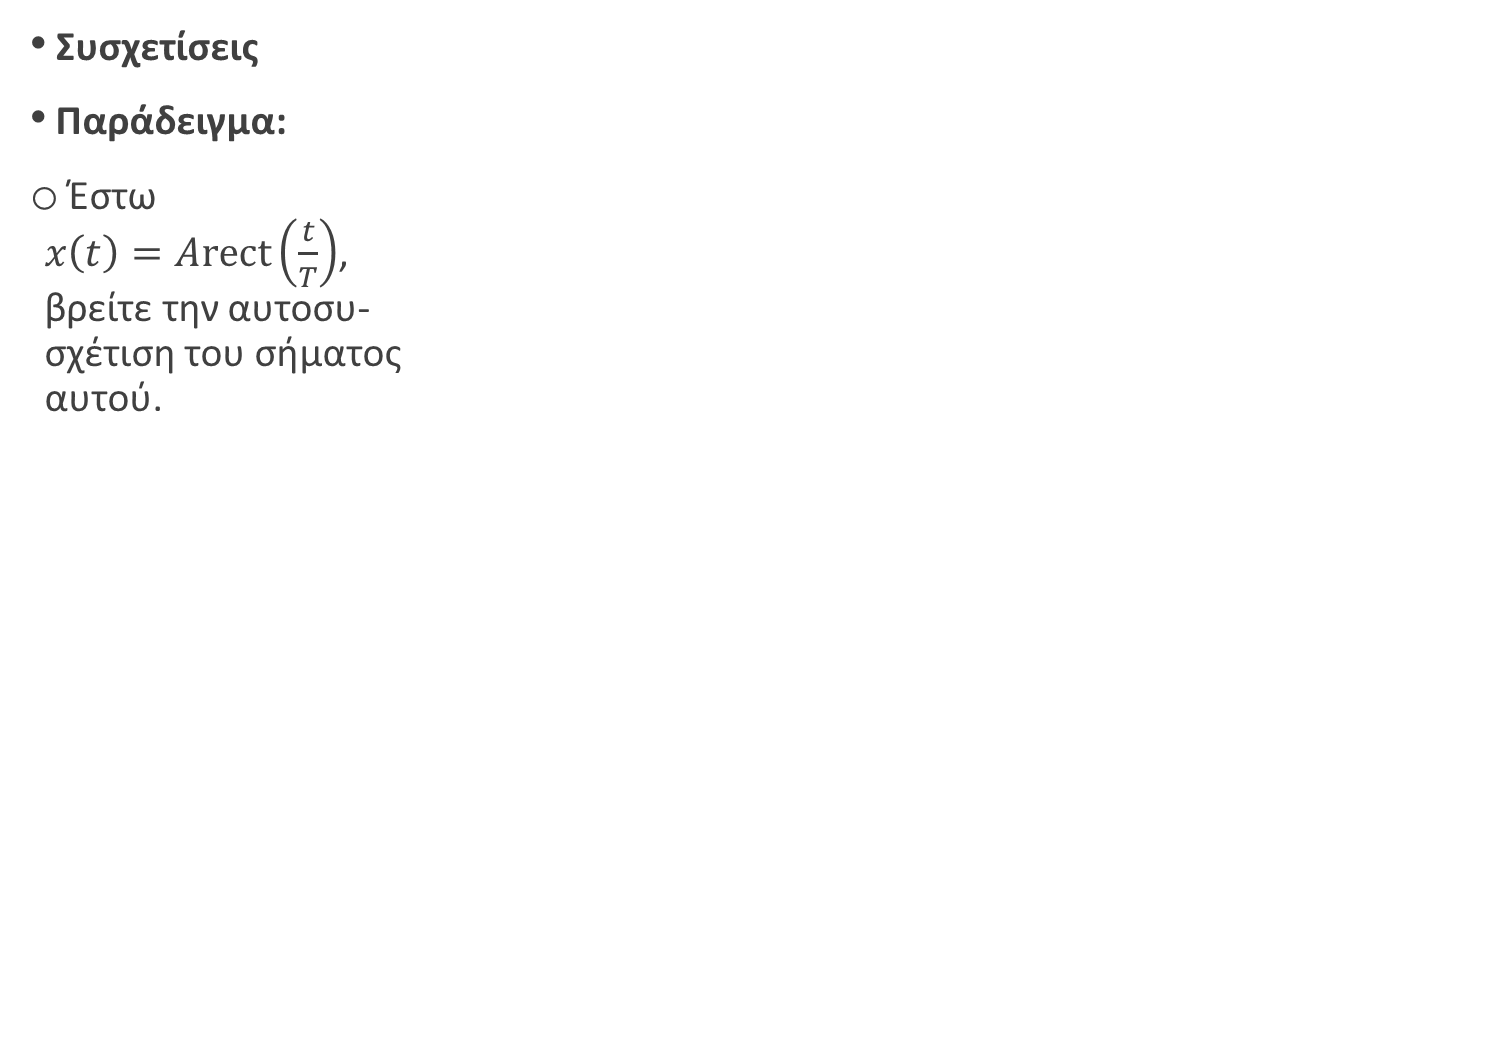 • Συσχετίσεις
• Παράδειγμα:
○ Έστω
x(t) = Arect(t/T),
βρείτε την αυτοσυ-
σχέτιση του σήματος
αυτού.